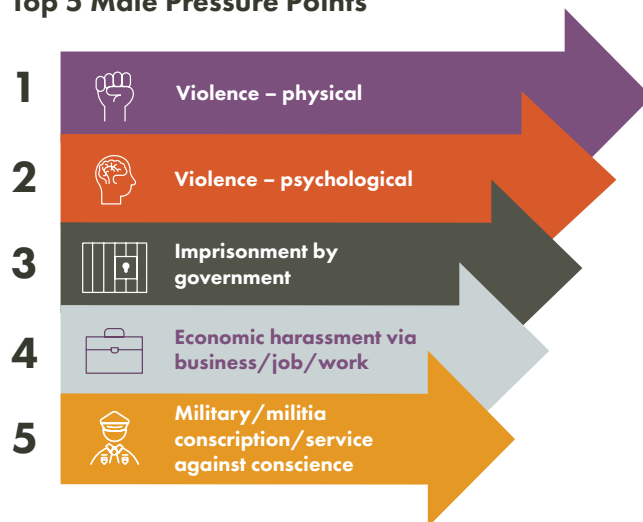 Top 5 Male Pressure Points
1
Violence – physical
2
Violence – psychological
3
Imprisonment by
government
4
Economic harassment via
business/job/work
5
Military/militia
conscription/service
against conscience